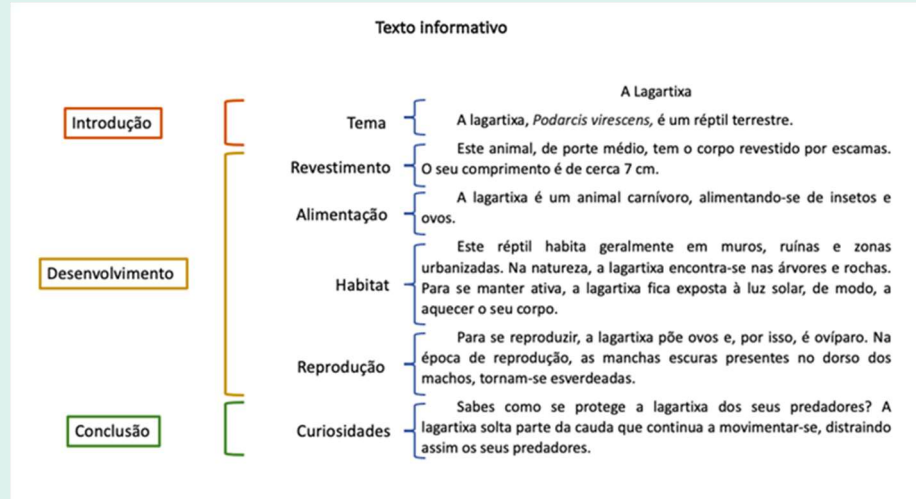 Texto informativo
A Lagartixa
Introdução
Tema
A lagartixa, Podarcis virescens, é um réptil terrestre.
Revestimento
Este animal, de porte médio, tem o corpo revestido por escamas.
O seu comprimento é de cerca 7 cm.
Alimentação
A lagartixa é um animal carnívoro, alimentando-se de insetos e
ovos.
Desenvolvimento
Habitat
Este réptil habita geralmente em muros, ruínas e zonas
urbanizadas. Na natureza, a lagartixa encontra-se nas árvores e rochas.
Para se manter ativa, a lagartixa fica exposta à luz solar, de modo, a
aquecer o seu corpo.
Reprodução
Para se reproduzir, a lagartixa põe ovos e, por isso, é ovíparo. Na
época de reprodução, as manchas escuras presentes no dorso dos
machos, tornam-se esverdeadas.
Conclusão
Curiosidades
Sabes como se protege a lagartixa dos seus predadores? A
lagartixa solta parte da cauda que continua a movimentar-se, distraindo
assim os seus predadores.